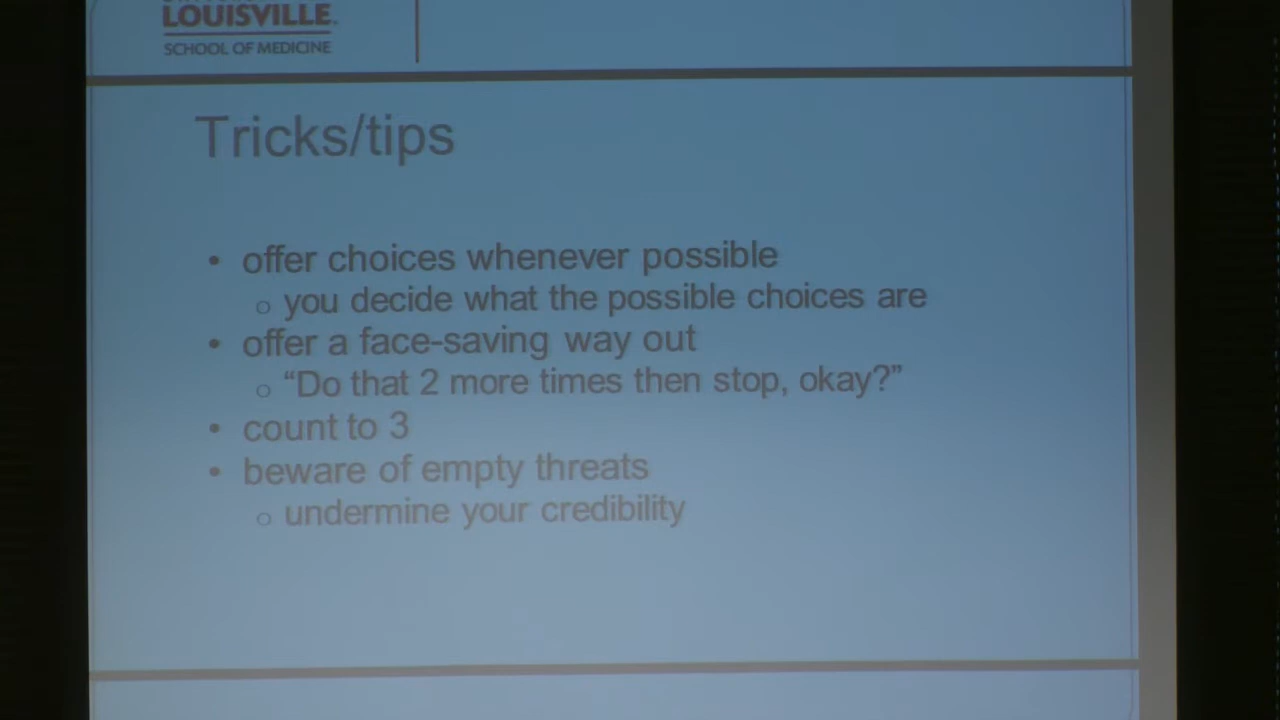 LOUISVILLE
SCHOOL OF MEDICINE
Tricks/tips
• offer choices whenever possible
o you decide what the possible choices are
• offer a face-saving way out
o “Do that 2 more times then stop, okay?”
• count to 3
• beware of empty threats
o undermine your credibility